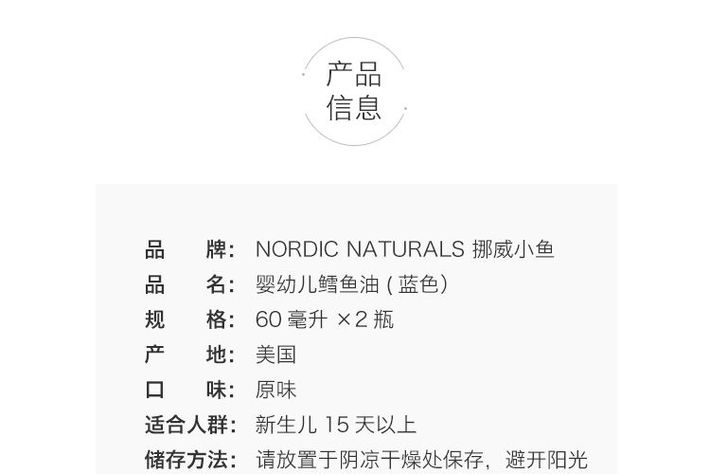 产品
信息
品 牌： NORDIC NATURALS 挪威小鱼
品 名： 婴幼儿鳕鱼油 ( 蓝色）
规 格： 60 毫升 ×2 瓶
产 地： 美国
口 味： 原味
适合人群： 新生儿 15 天以上
储存方法： 请放置于阴凉干燥处保存，避开阳光